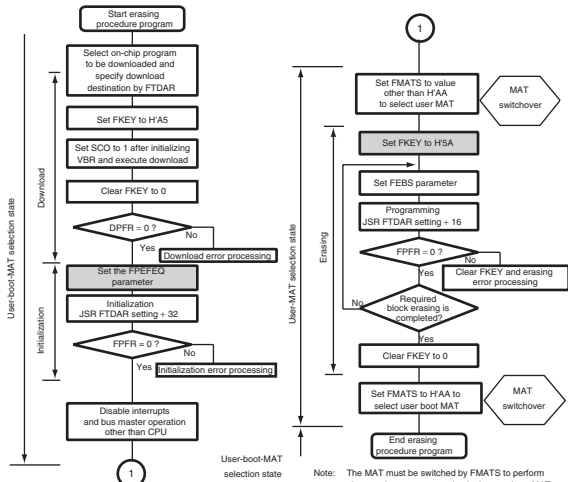 Start erasing
procedure program
Select on-chip program
to be downloaded and
specify download
destination by FTDAR
Set FKEY to H'A5
Set SCO to 1 after initializing
VBR and execute download
Clear FKEY to 0
DPFR = 0 ?
No
Yes
Download error processing
Set the FPEFEQ
parameter
Initialization
JSR FTDAR setting + 32
FPFR = 0 ?
No
Yes
Initialization error processing
Disable interrupts
and bus master operation
other than CPU
1
User-boot-MAT selection state
Download
Initialization
1
Set FMATS to value
other than H'AA
to select user MAT
MAT
switchover
Set FKEY to H'5A
Set FEBS parameter
Programming
JSR FTDAR setting + 16
FPFR = 0 ?
No
Yes
Clear FKEY and erasing
error processing
Required
block erasing is
completed?
No
Yes
Clear FKEY to 0
Set FMATS to H'AA to
select user boot MAT
MAT
switchover
End erasing
procedure program
User-MAT selection state
Erasing
User-boot-MAT
selection state
Note: The MAT must be switched by FMATS to perform